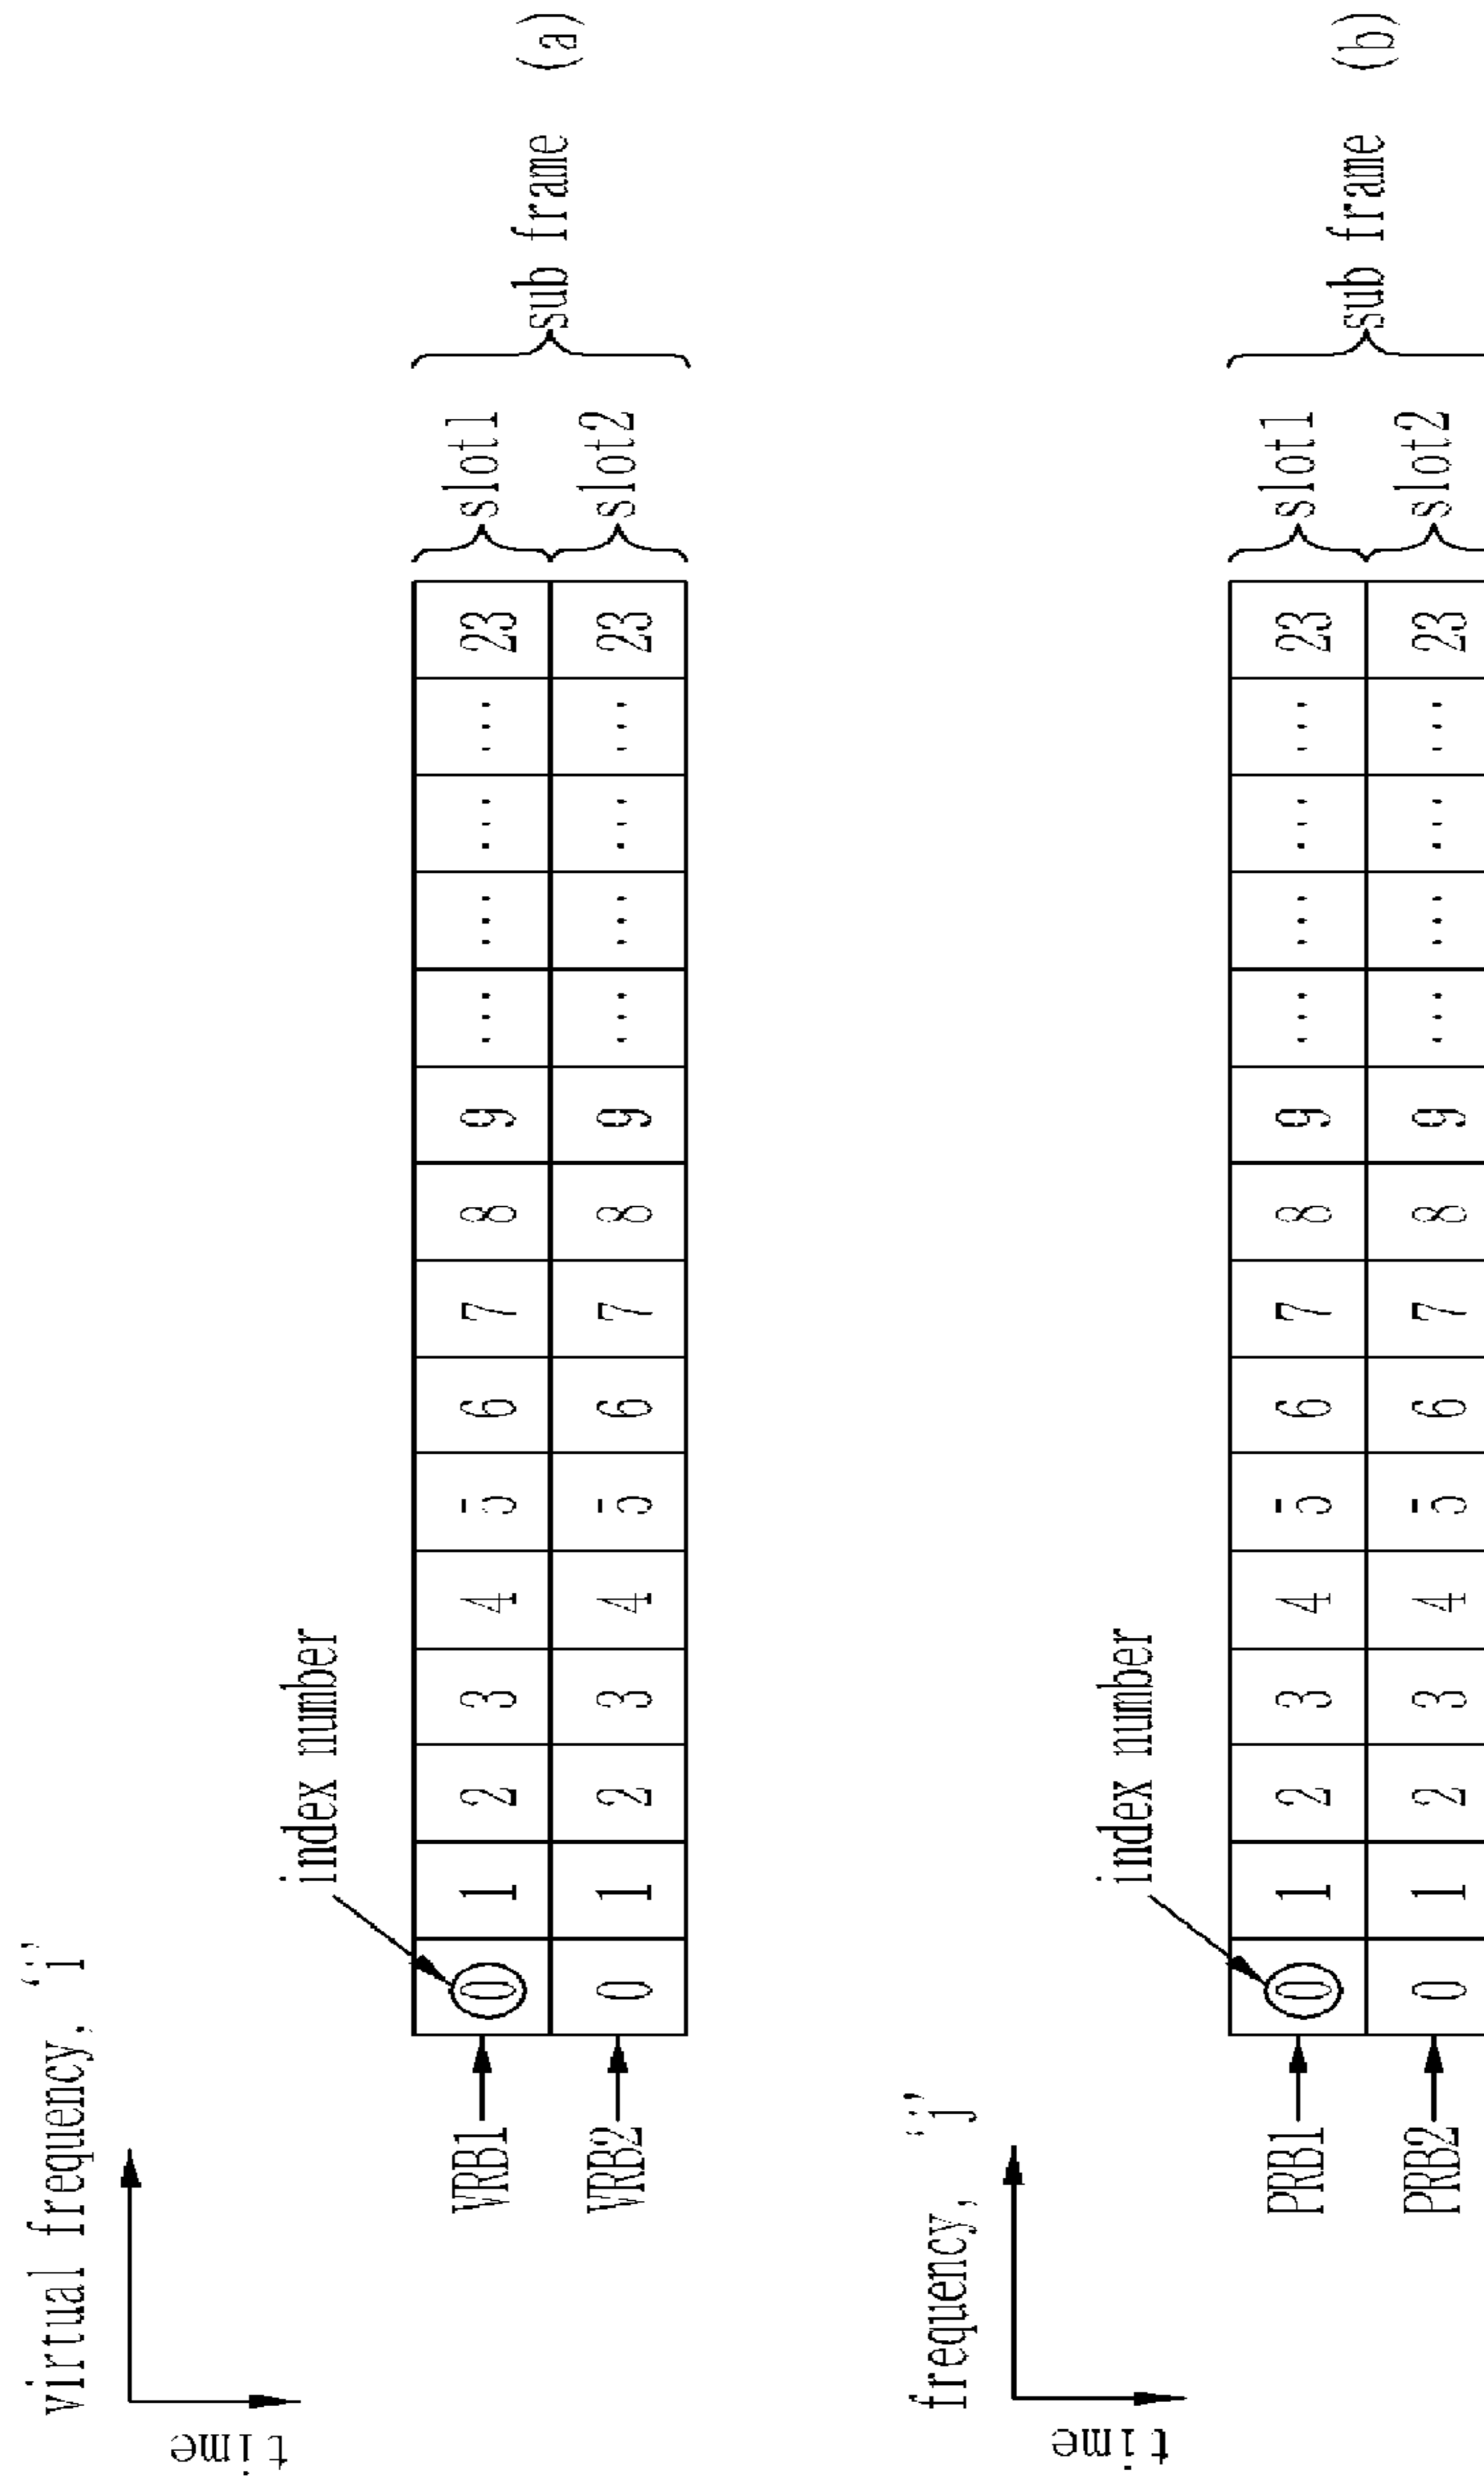 virtual frequency, 'i'
time
index number
VRB1 0 1 2 3 4 5 6 7 8 9 ... ... ... ... 23 slot1
VRB2 0 1 2 3 4 5 6 7 8 9 ... ... ... ... 23 slot2
sub frame (a)
frequency, 'j'
time
index number
PRB1 0 1 2 3 4 5 6 7 8 9 ... ... ... ... 23 slot1
PRB2 0 1 2 3 4 5 6 7 8 9 ... ... ... ... 23 slot2
sub frame (b)